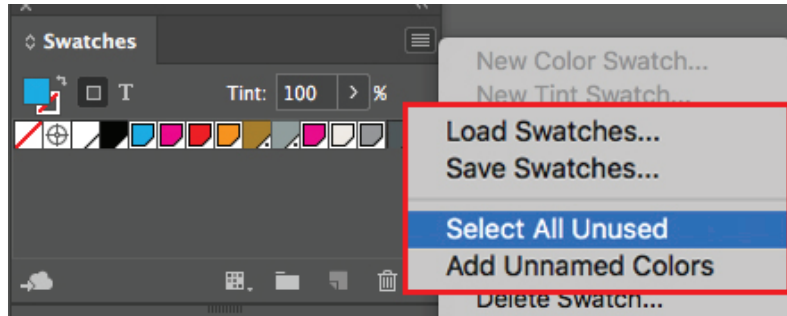 Swatches
T
Tint: 100 > %
New Color Swatch...
New Tint Swatch...
Load Swatches...
Save Swatches...
Select All Unused
Add Unnamed Colors
Delete Swatch...